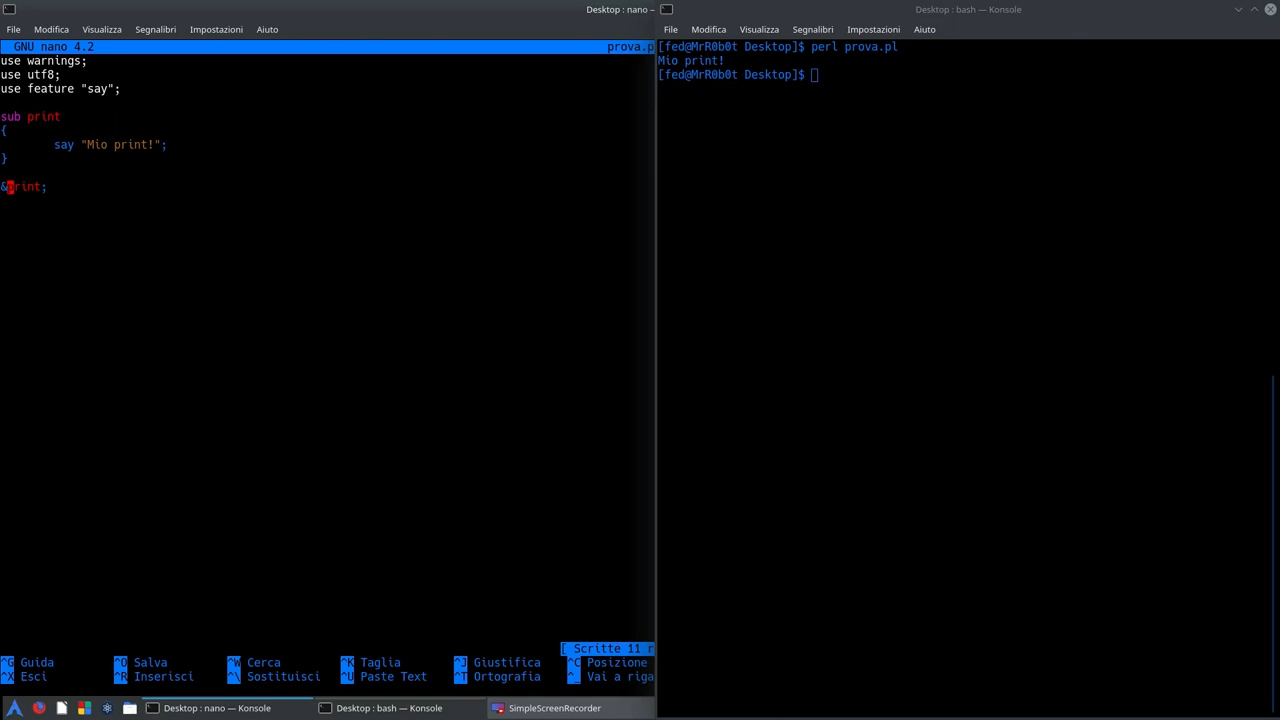 Desktop : nano —
File Modifica Visualizza Segnalibri Impostazioni Aiuto
GNU nano 4.2 prova.p
use warnings;
use utf8;
use feature "say";
sub print
{
say "Mio print!";
}
&print;
[ Scritte 11 r
^G Guida ^O Salva ^W Cerca ^K Taglia ^J Giustifica ^C Posizione
^X Esci ^R Inserisci ^\ Sostituisci ^U Paste Text ^T Ortografia ^_ Vai a riga
Desktop : bash — Konsole
File Modifica Visualizza Segnalibri Impostazioni Aiuto
[fed@MrR0b0t Desktop]$ perl prova.pl
Mio print!
[fed@MrR0b0t Desktop]$
Desktop : nano — Konsole Desktop : bash — Konsole SimpleScreenRecorder